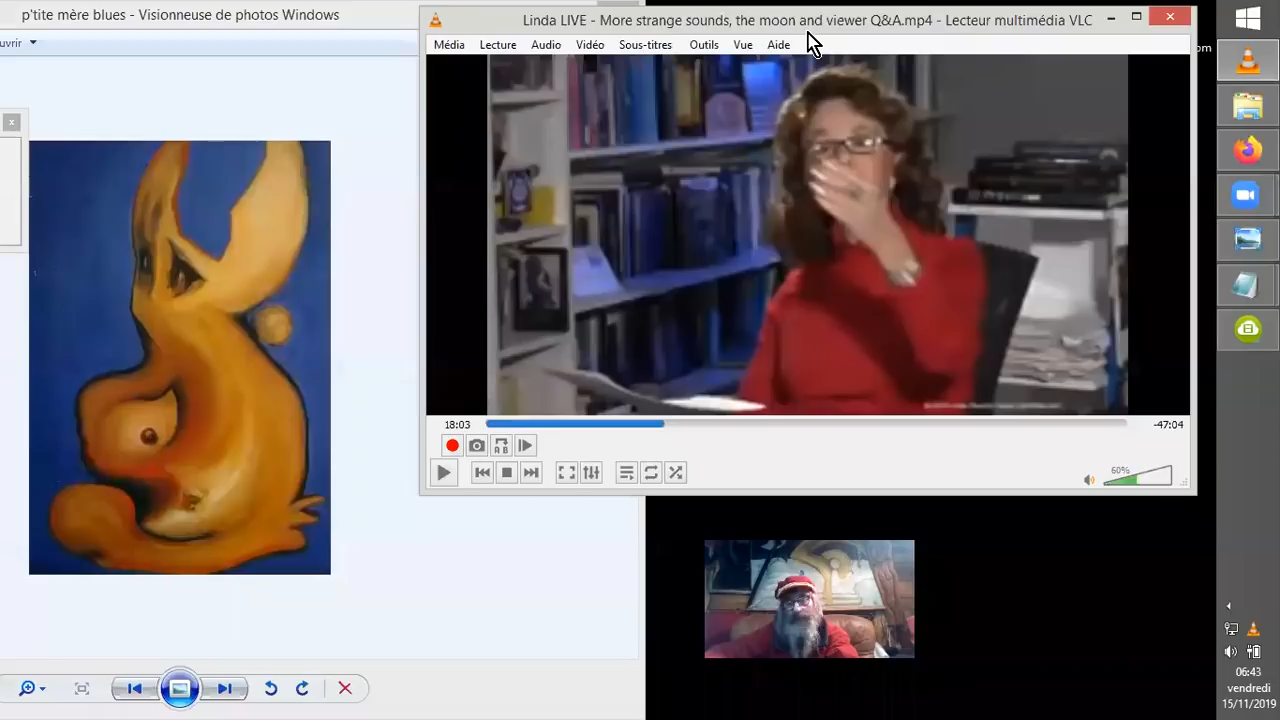 p'tite mère blues - Visionneuse de photos Windows
uvrir
x
Linda LIVE - More strange sounds, the moon and viewer Q&A.mp4 - Lecteur multimédia VLC
Média Lecture Audio Vidéo Sous-titres Outils Vue Aide
om
18:03
-47:04
A B
60%
06:43
vendredi
15/11/2019